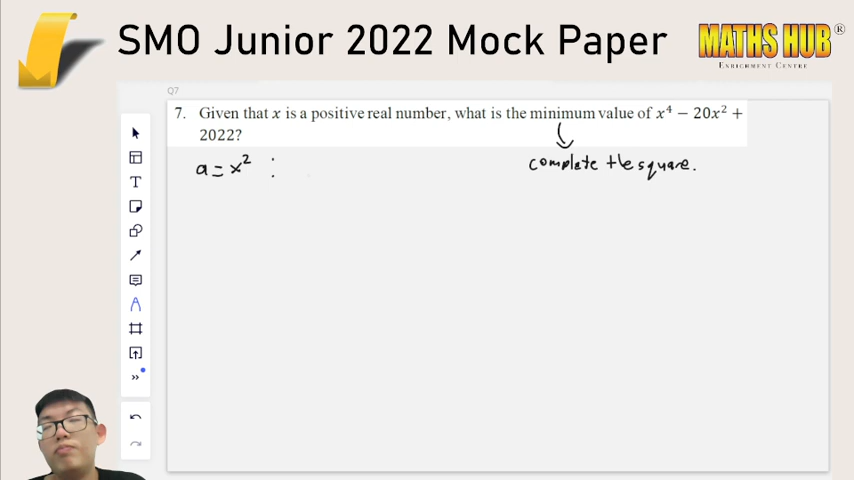 SMO Junior 2022 Mock Paper
MATHS HUB®
ENRICHMENT CENTRE
Q7
7. Given that x is a positive real number, what is the minimum value of x⁴ − 20x² +
2022?
a = x² :
complete the square.